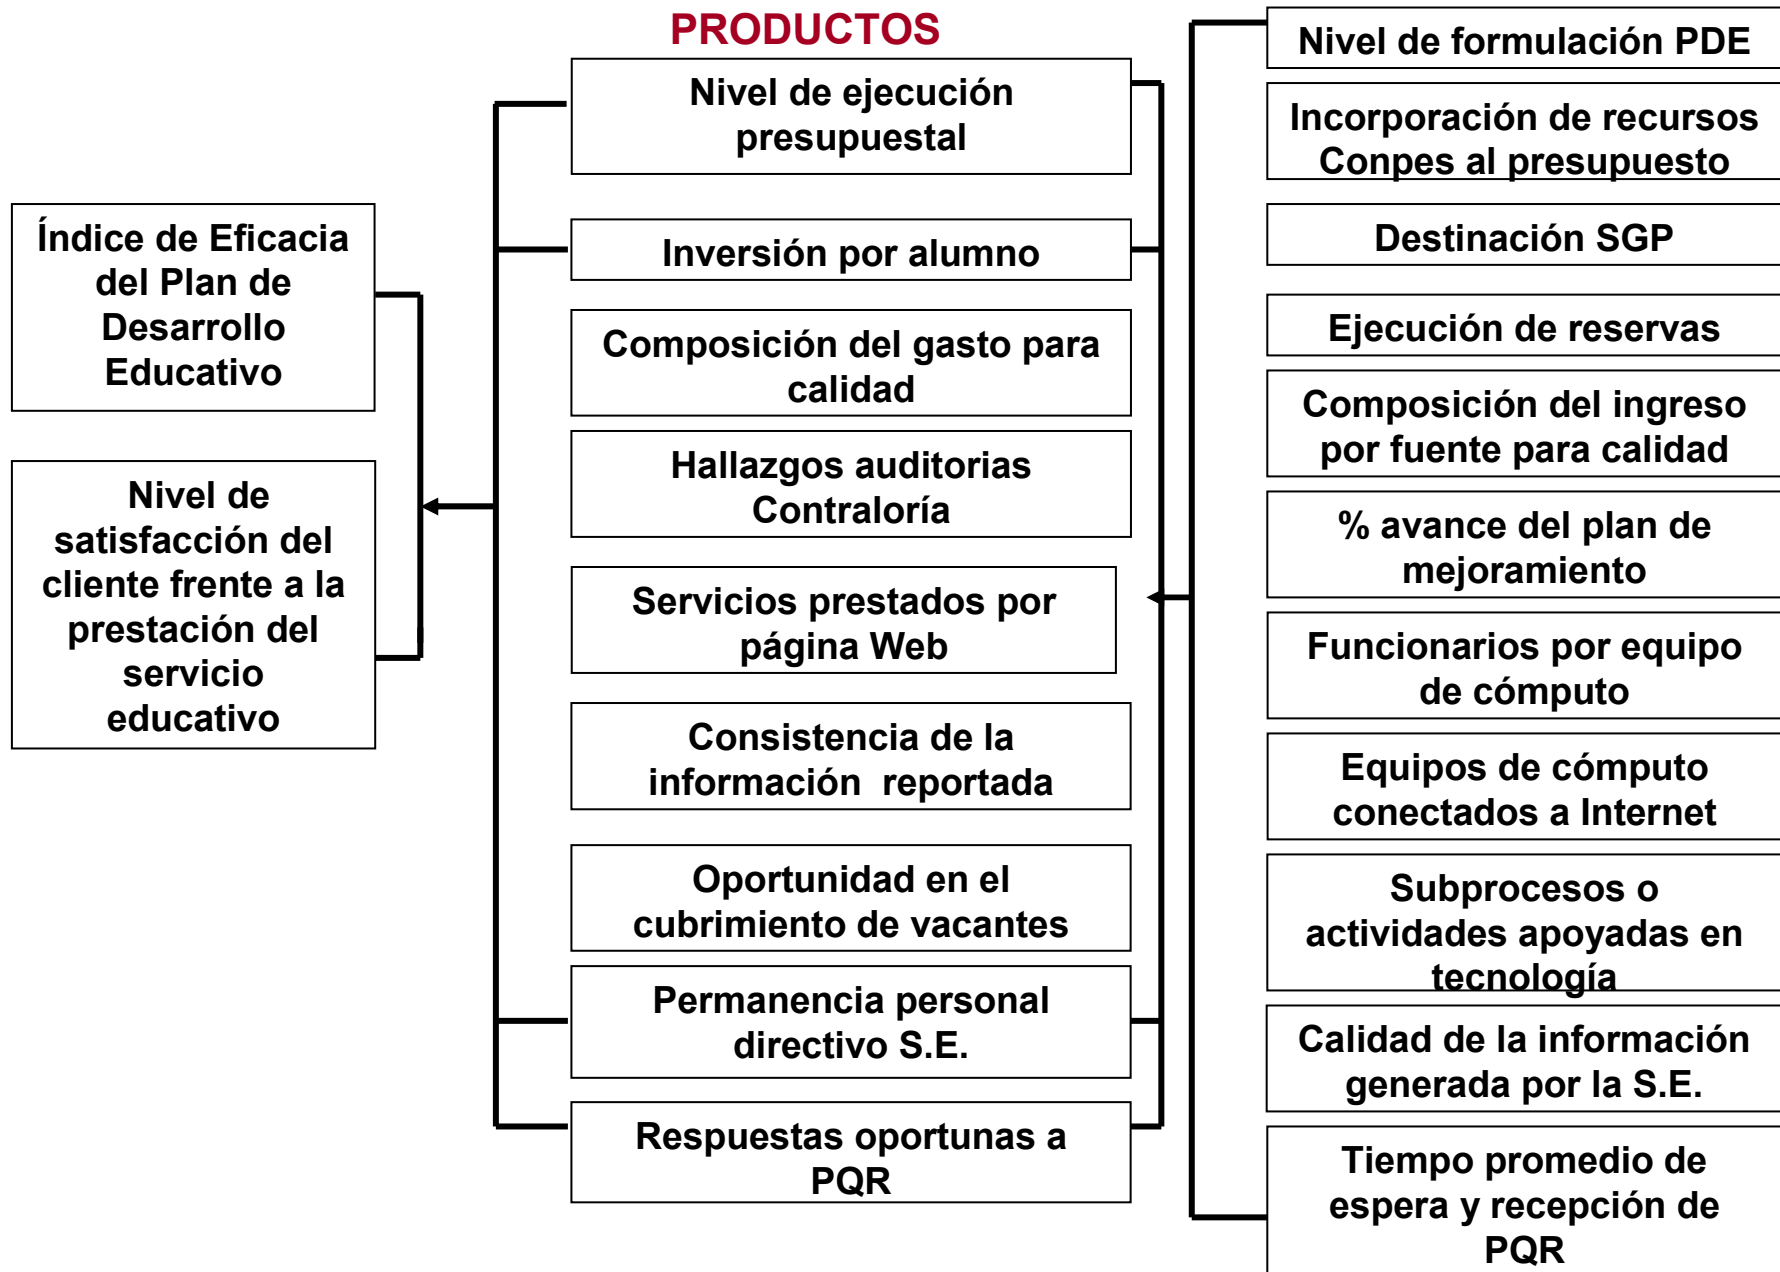 PRODUCTOS
Índice de Eficacia
del Plan de
Desarrollo
Educativo
Nivel de
satisfacción del
cliente frente a la
prestación del
servicio
educativo
Nivel de ejecución
presupuestal
Inversión por alumno
Composición del gasto para
calidad
Hallazgos auditorias
Contraloría
Servicios prestados por
página Web
Consistencia de la
información reportada
Oportunidad en el
cubrimiento de vacantes
Permanencia personal
directivo S.E.
Respuestas oportunas a
PQR
Nivel de formulación PDE
Incorporación de recursos
Conpes al presupuesto
Destinación SGP
Ejecución de reservas
Composición del ingreso
por fuente para calidad
% avance del plan de
mejoramiento
Funcionarios por equipo
de cómputo
Equipos de cómputo
conectados a Internet
Subprocesos o
actividades apoyadas en
tecnología
Calidad de la información
generada por la S.E.
Tiempo promedio de
espera y recepción de
PQR